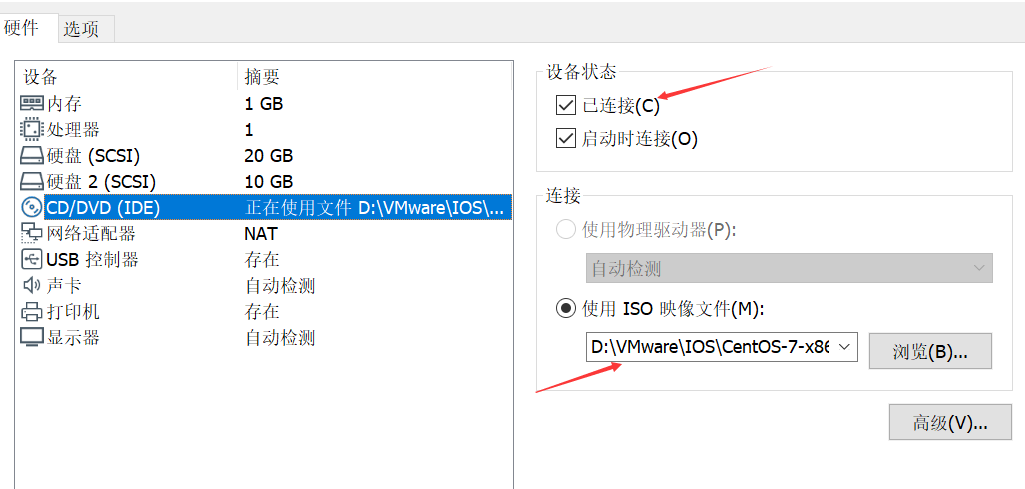 硬件 选项
设备 摘要
内存 1 GB
处理器 1
硬盘 (SCSI) 20 GB
硬盘 2 (SCSI) 10 GB
CD/DVD (IDE) 正在使用文件 D:\VMware\IOS\...
网络适配器 NAT
USB 控制器 存在
声卡 自动检测
打印机 存在
显示器 自动检测
设备状态
已连接(C)
启动时连接(O)
连接
使用物理驱动器(P):
自动检测
使用 ISO 映像文件(M):
D:\VMware\IOS\CentOS-7-x86 浏览(B)...
高级(V)...